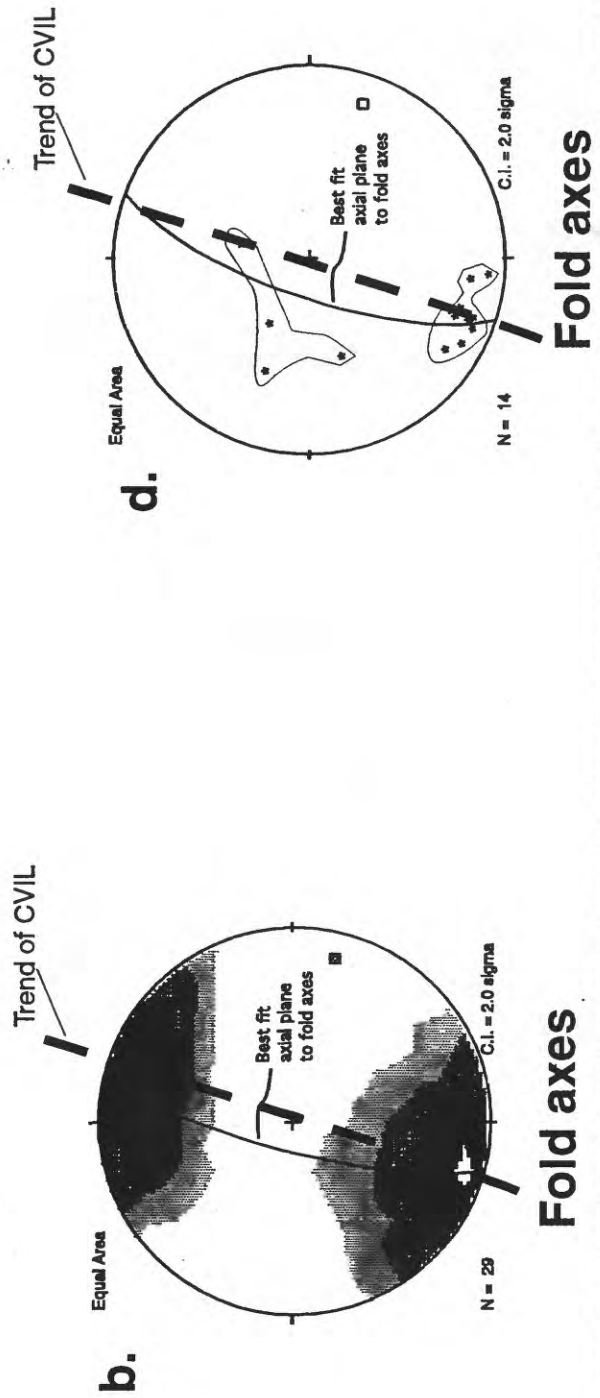 b.
Equal Area
Trend of CVIL
Best fit
axial plane
to fold axes
N = 29
C.I. = 2.0 sigma
Fold axes
d.
Equal Area
Trend of CVIL
Best fit
axial plane
to fold axes
N = 14
C.I. = 2.0 sigma
Fold axes